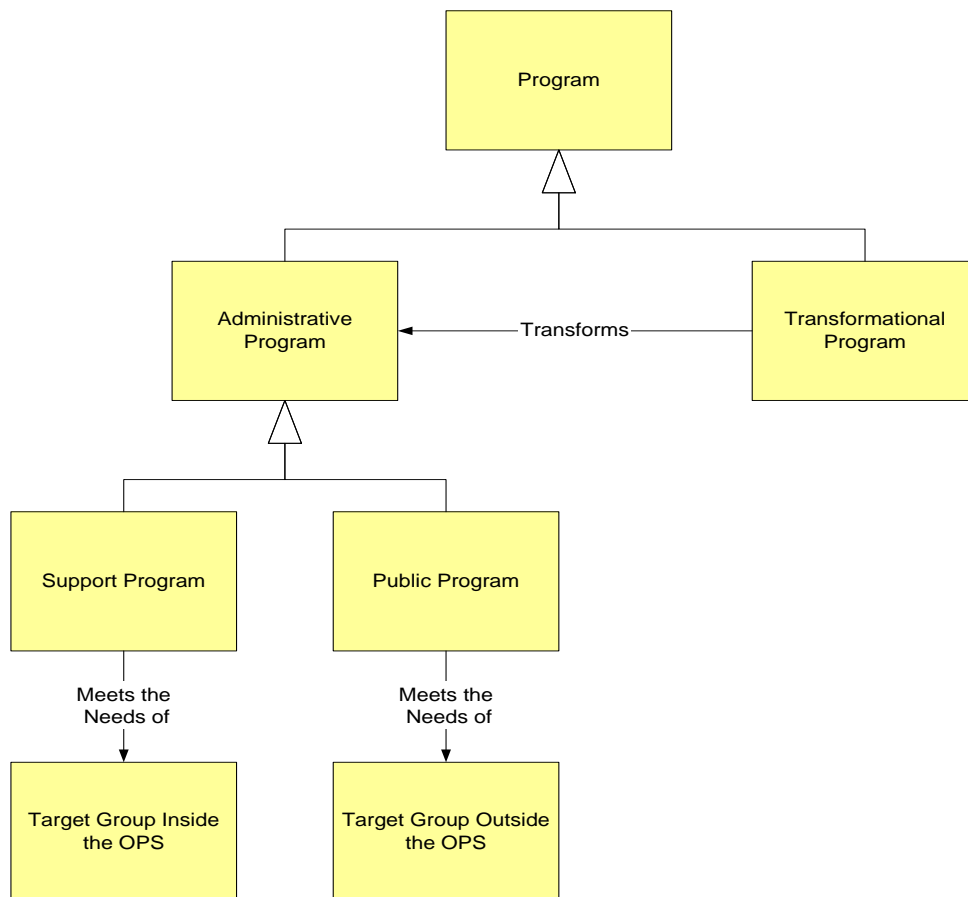 Program
Administrative
Program
Transforms
Transformational
Program
Support Program
Public Program
Meets the
Needs of
Meets the
Needs of
Target Group Inside
the OPS
Target Group Outside
the OPS